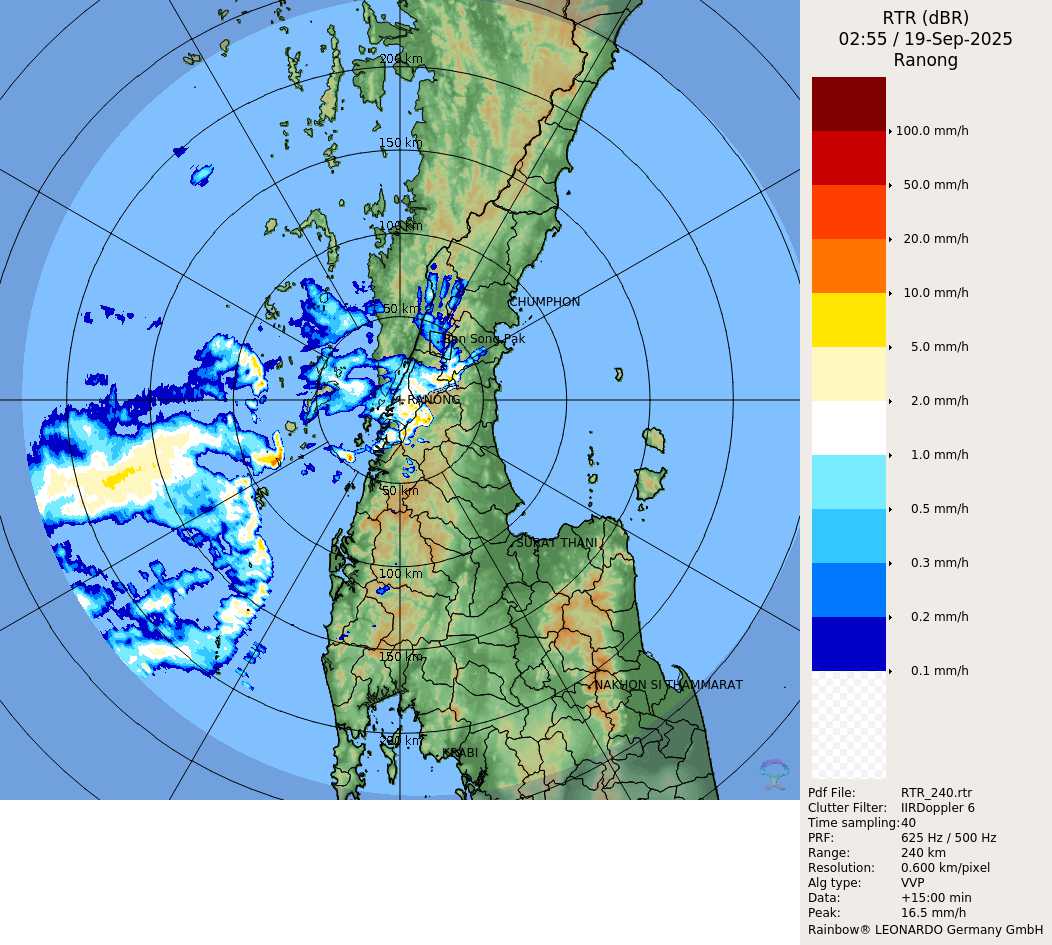 RTR (dBR)
02:55 / 19-Sep-2025
Ranong
100.0 mm/h
50.0 mm/h
20.0 mm/h
10.0 mm/h
5.0 mm/h
2.0 mm/h
1.0 mm/h
0.5 mm/h
0.3 mm/h
0.2 mm/h
0.1 mm/h
200 km
150 km
100 km
50 km
CHUMPHON
Ban Song Pak
RANONG
50 km
SURAT THANI
100 km
150 km
NAKHON SI THAMMARAT
200 km
KRABI
Pdf File: RTR_240.rtr
Clutter Filter: IIRDoppler 6
Time sampling: 40
PRF: 625 Hz / 500 Hz
Range: 240 km
Resolution: 0.600 km/pixel
Alg type: VVP
Data: +15:00 min
Peak: 16.5 mm/h
Rainbow® LEONARDO Germany GmbH